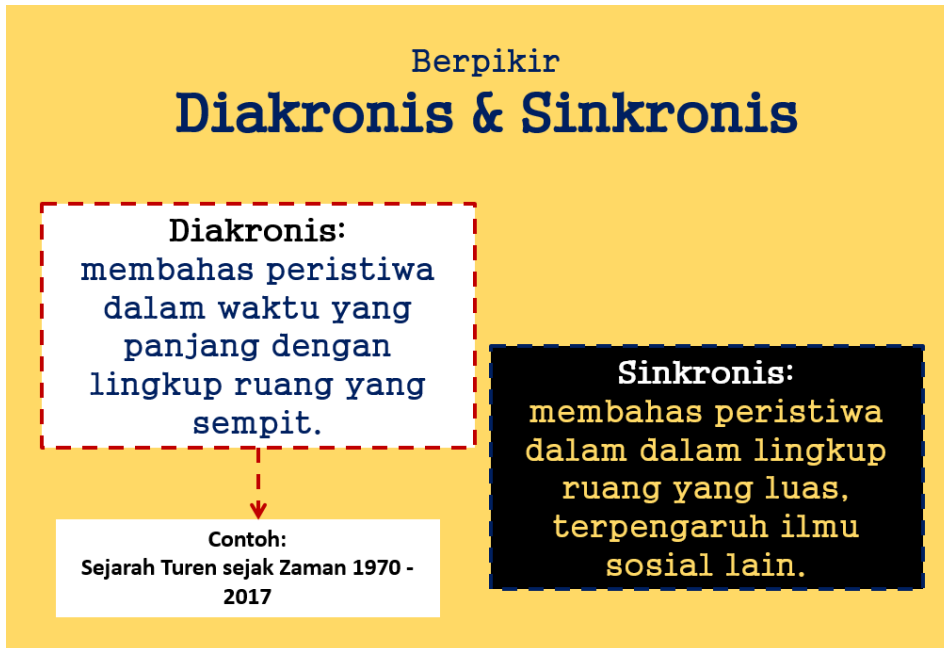 Berpikir
Diakronis & Sinkronis
Diakronis:
membahas peristiwa
dalam waktu yang
panjang dengan
lingkup ruang yang
sempit.
Contoh:
Sejarah Turen sejak Zaman 1970 -
2017
Sinkronis:
membahas peristiwa
dalam dalam lingkup
ruang yang luas,
terpengaruh ilmu
sosial lain.